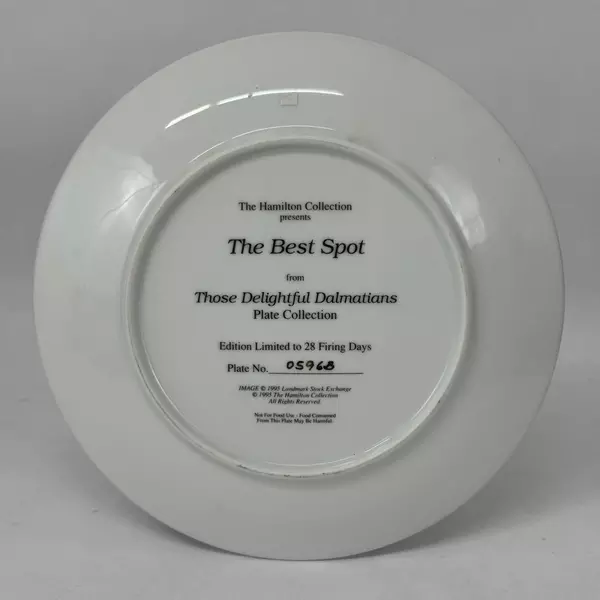 The Hamilton Collection
presents
The Best Spot
from
Those Delightful Dalmatians
Plate Collection
Edition Limited to 28 Firing Days
Plate No. 0596B
IMAGE © 1995 Landmark Stock Exchange
© 1995 The Hamilton Collection
All Rights Reserved
Not For Food Use - Food Consumed
From This Plate May Be Harmful.